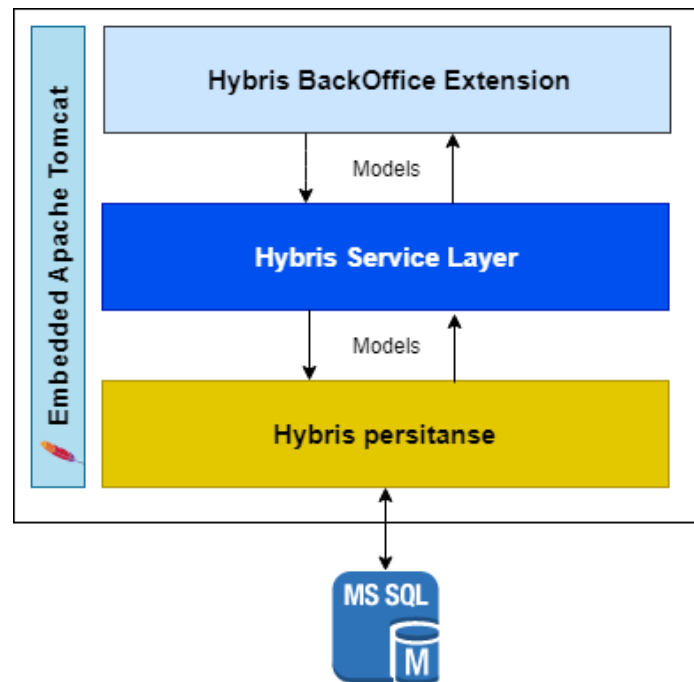 Embedded Apache Tomcat
Hybris BackOffice Extension
Models
Hybris Service Layer
Models
Hybris persitanse
MS SQL
M